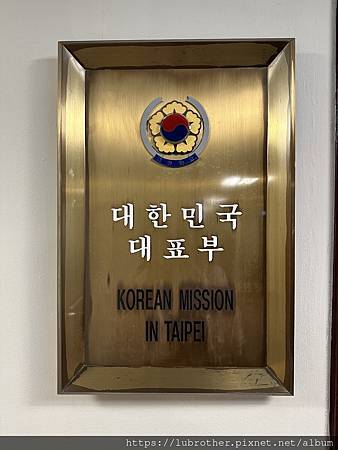 대한민국
대표부
KOREAN MISSION
IN TAIPEI
https://lubrother.pixnet.net/album